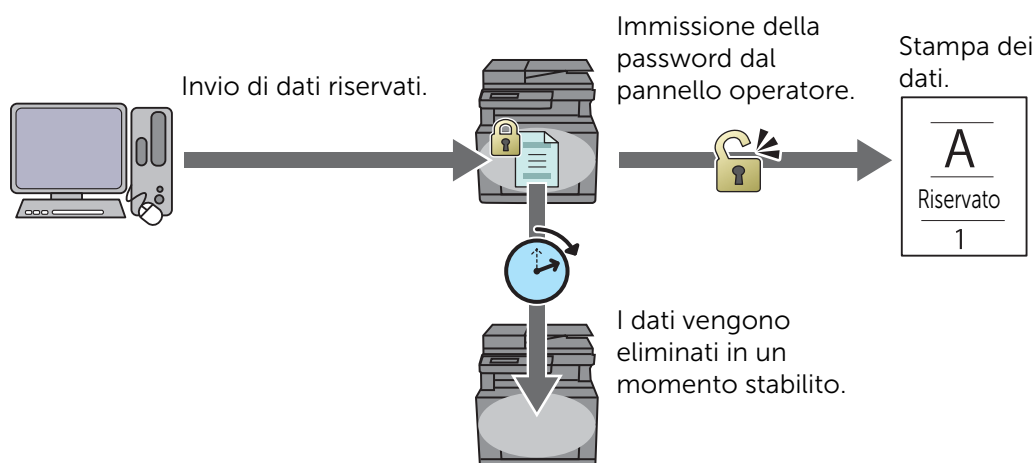 Invio di dati riservati.
Immissione della
password dal
pannello operatore.
Stampa dei
dati.
A
Riservato
1
I dati vengono
eliminati in un
momento stabilito.